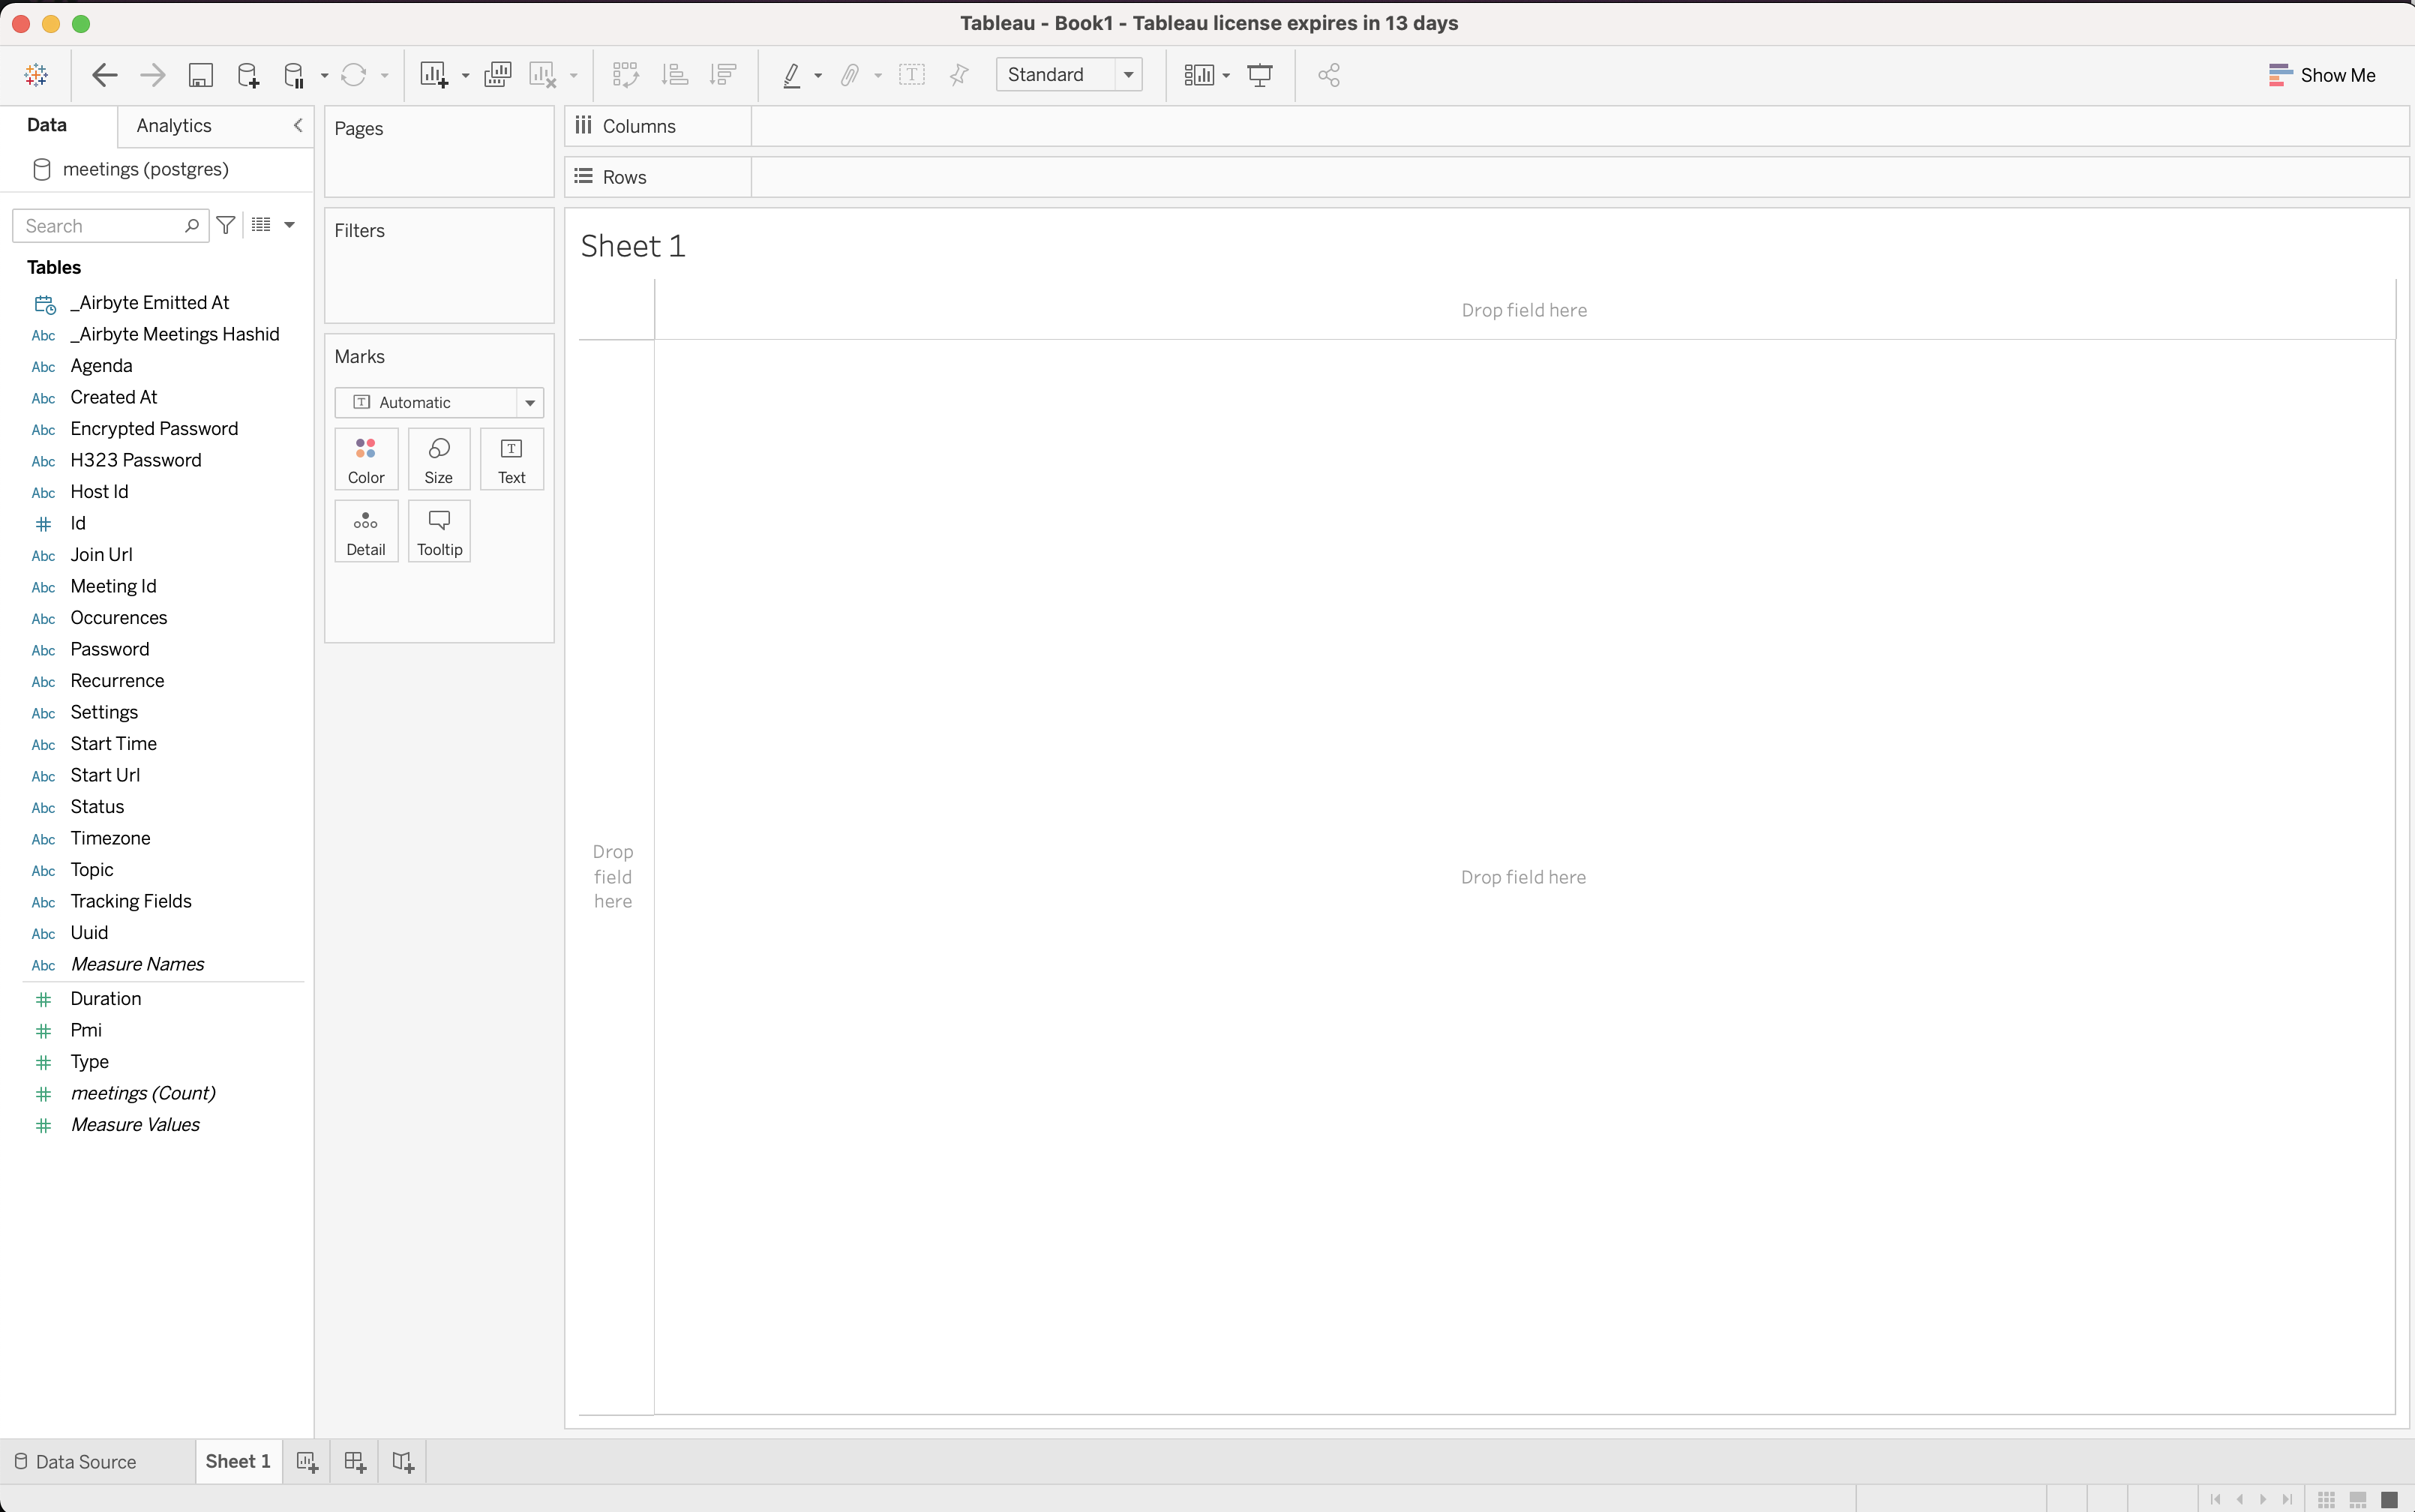 Tableau - Book1 - Tableau license expires in 13 days
Standard
Show Me
Data
Analytics
meetings (postgres)
Search
Tables
_Airbyte Emitted At
Abc _Airbyte Meetings Hashid
Abc Agenda
Abc Created At
Abc Encrypted Password
Abc H323 Password
Abc Host Id
# Id
Abc Join Url
Abc Meeting Id
Abc Occurences
Abc Password
Abc Recurrence
Abc Settings
Abc Start Time
Abc Start Url
Abc Status
Abc Timezone
Abc Topic
Abc Tracking Fields
Abc Uuid
Abc Measure Names
# Duration
# Pmi
# Type
# meetings (Count)
# Measure Values
Pages
Filters
Marks
T Automatic
Color
Size
T Text
Detail
Tooltip
Columns
Rows
Sheet 1
Drop field here
Drop
field
here
Drop field here
Data Source
Sheet 1